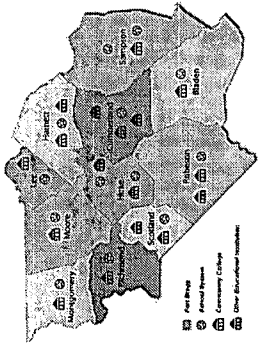 Montgomery
Moore
Lee
Harnett
Richmond
Scotland
Hoke
Cumberland
Sampson
Robeson
Bladen
Fort Bragg
School System
Community College
Other Educational Institutions